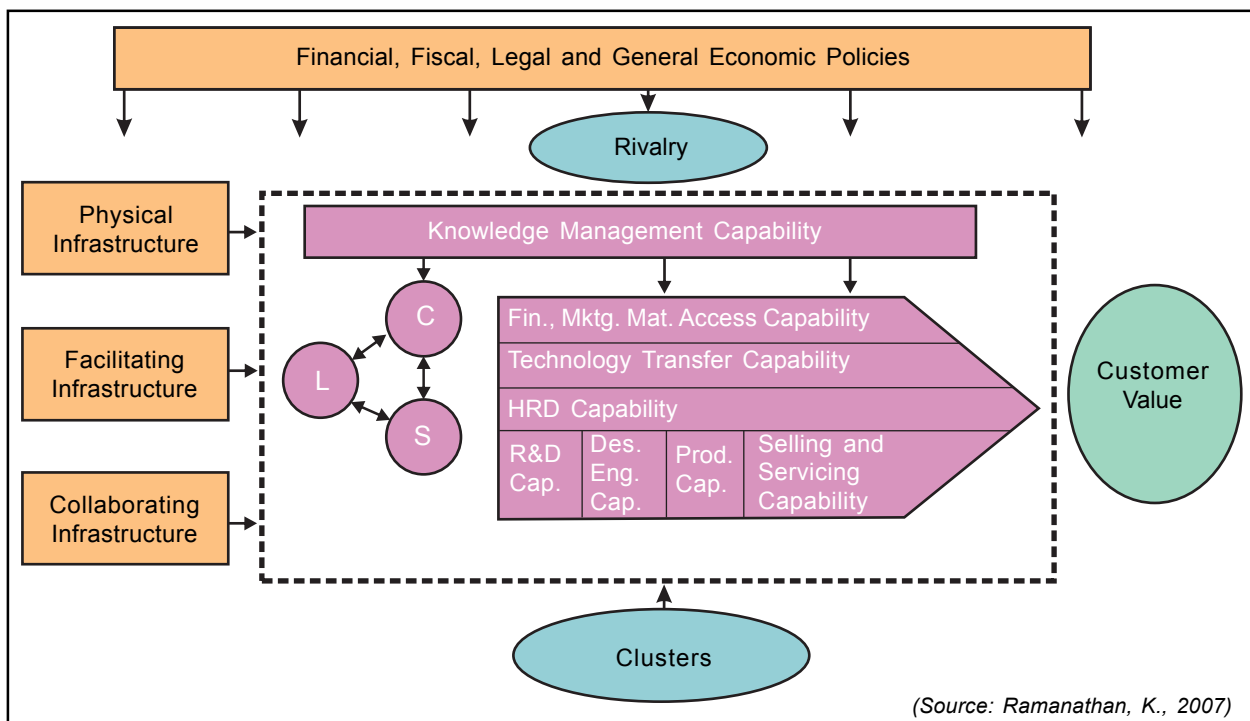 Financial, Fiscal, Legal and General Economic Policies
Rivalry
Physical
Infrastructure
Knowledge Management Capability
C
L
S
Fin., Mktg. Mat. Access Capability
Technology Transfer Capability
HRD Capability
R&D
Cap.
Des.
Eng.
Cap.
Prod.
Cap.
Selling and
Servicing
Capability
Facilitating
Infrastructure
Customer
Value
Collaborating
Infrastructure
Clusters
(Source: Ramanathan, K., 2007)